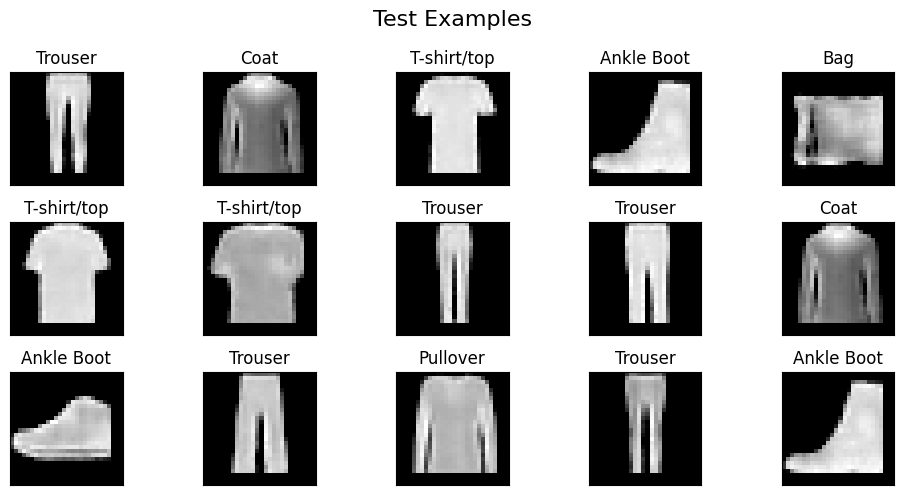 Test Examples
Trouser Coat T-shirt/top Ankle Boot Bag
T-shirt/top T-shirt/top Trouser Trouser Coat
Ankle Boot Trouser Pullover Trouser Ankle Boot